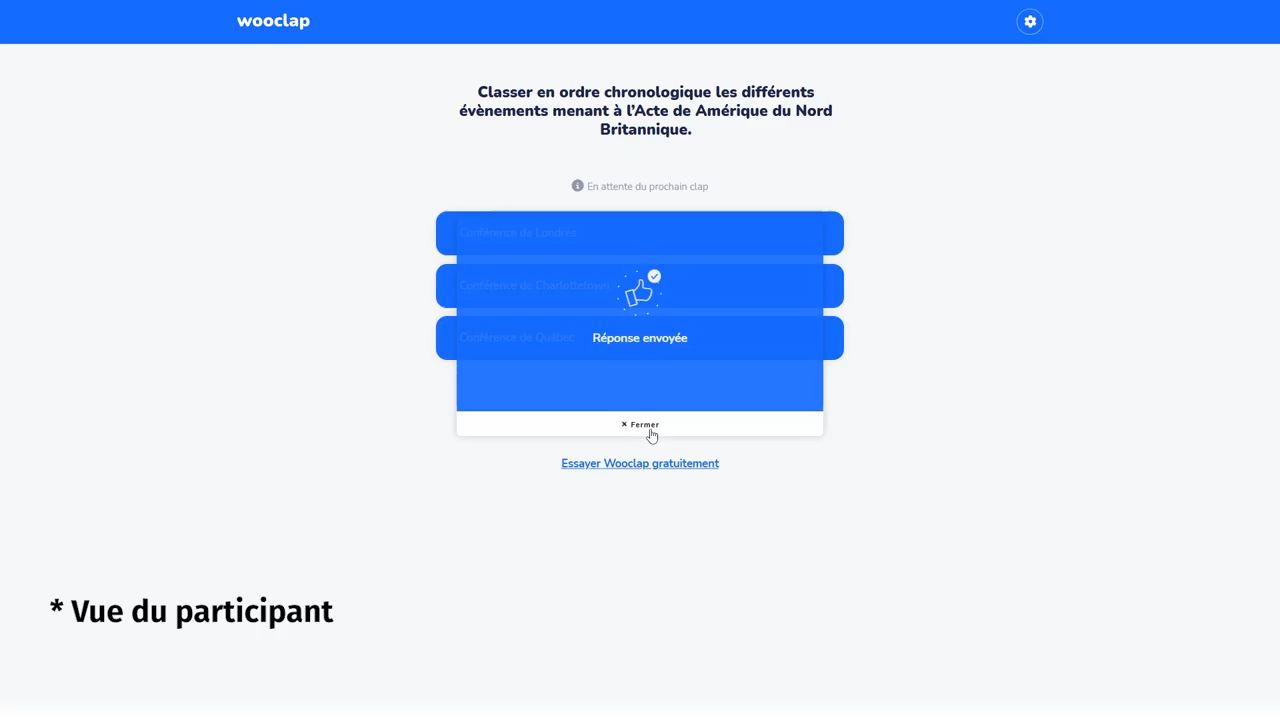 wooclap
Classer en ordre chronologique les différents
évènements menant à l'Acte de Amérique du Nord
Britannique.
En attente du prochain clap
Conférence de Londres
Conférence de Charlottetown
Conférence de Québec
Réponse envoyée
× Fermer
Essayer Wooclap gratuitement
* Vue du participant